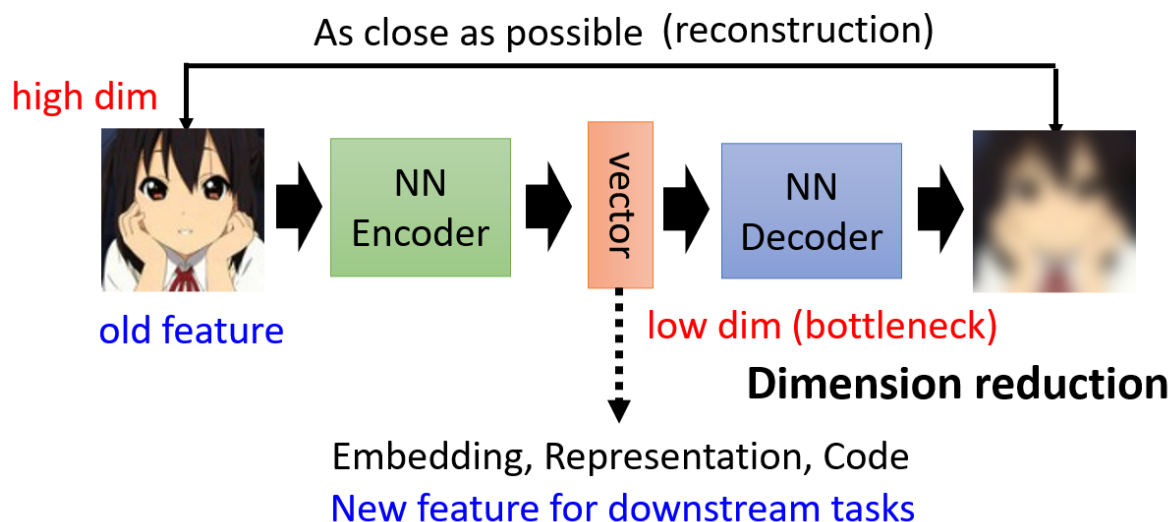 As close as possible (reconstruction)
high dim
NN
Encoder
vector
NN
Decoder
old feature
low dim (bottleneck)
Dimension reduction
Embedding, Representation, Code
New feature for downstream tasks